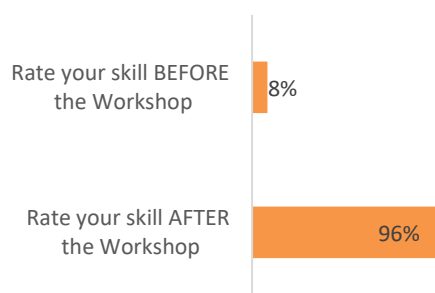 Rate your skill BEFORE
the Workshop
8%
Rate your skill AFTER
the Workshop
96%